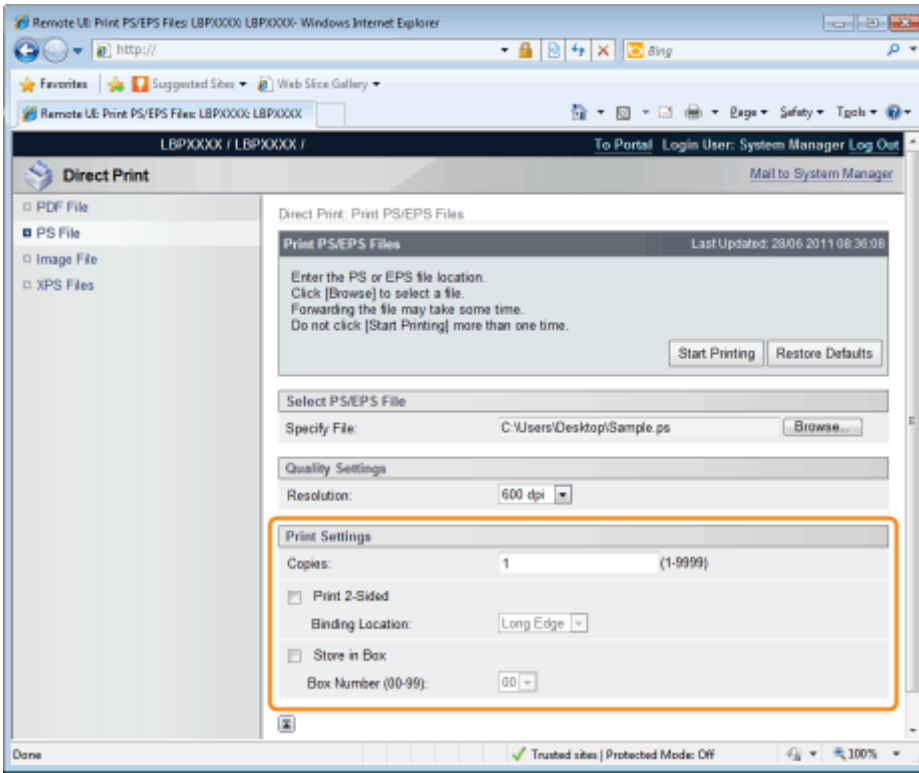 Remote UI: Print PS/EPS Files: LBPXXXX: LBPXXXX- Windows Internet Explorer
http://
Bing
Favorites Suggested Sites Web Slice Gallery
Remote UI: Print PS/EPS Files: LBPXXXX: LBPXXXX Page Safety Tools
LBPXXXX / LBPXXXX / To Portal Login User: System Manager Log Out
Direct Print Mail to System Manager
PDF File
PS File
Image File
XPS Files
Direct Print: Print PS/EPS Files
Print PS/EPS Files Last Updated: 28/06 2011 08:36:08
Enter the PS or EPS file location.
Click [Browse] to select a file.
Forwarding the file may take some time.
Do not click [Start Printing] more than one time.
Start Printing Restore Defaults
Select PS/EPS File
Specify File: C:\Users\Desktop\Sample.ps Browse...
Quality Settings
Resolution: 600 dpi
Print Settings
Copies: 1 (1-9999)
Print 2-Sided
Binding Location: Long Edge
Store in Box
Box Number (00-99): 00
Done Trusted sites | Protected Mode: Off 100%